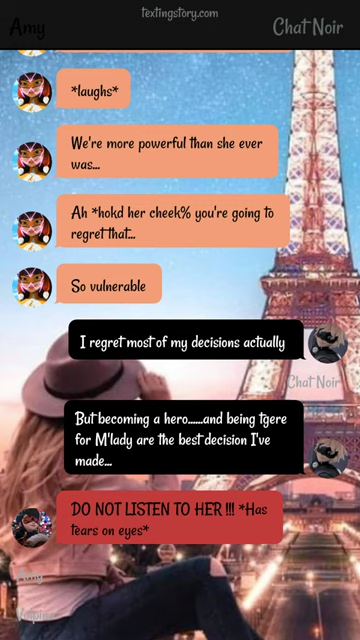 textingstory.com
Amy
Chat Noir
*laughs*
We're more powerful than she ever
was...
Ah *hokd her cheek% you're going to
regret that...
So vulnerable
I regret most of my decisions actually
Chat Noir
But becoming a hero......and being tgere
for M'lady are the best decision I've
made...
DO NOT LISTEN TO HER !!! *Has
tears on eyes*
Amy